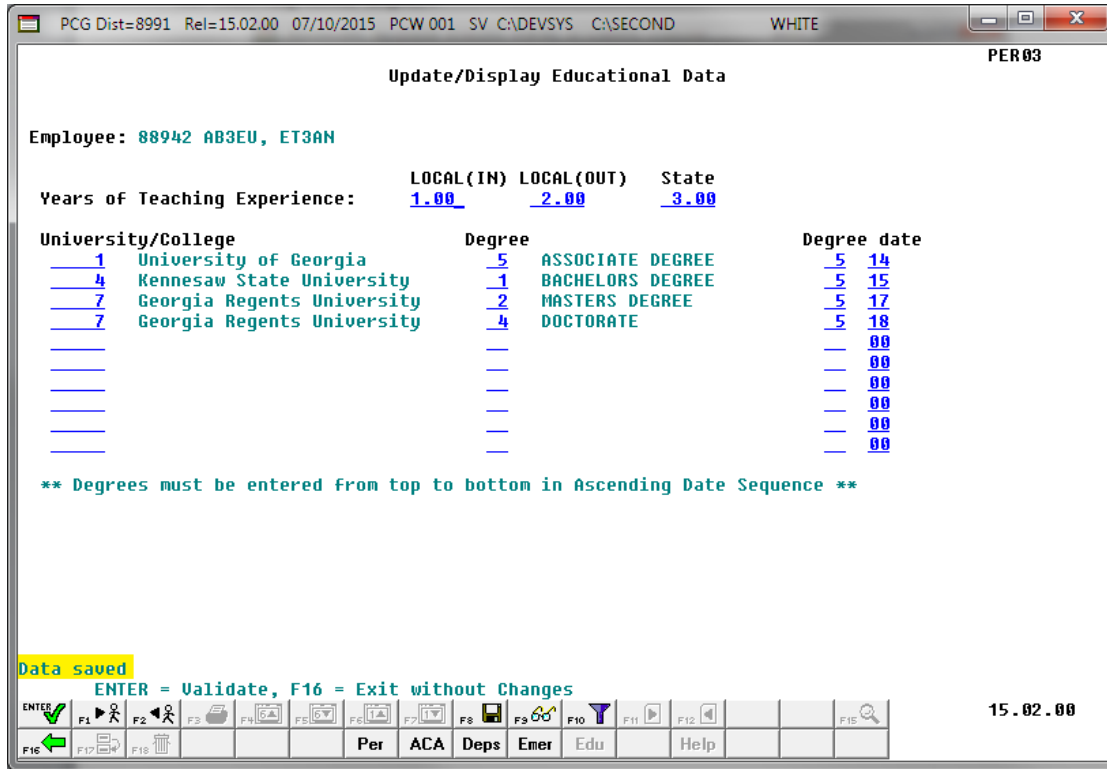 PCG Dist=8991 Rel=15.02.00 07/10/2015 PCW 001 SV C:\DEVSYS C:\SECOND WHITE
PER03
Update/Display Educational Data
Employee: 88942 AB3EU, ET3AN
LOCAL(IN) LOCAL(OUT) State
Years of Teaching Experience: 1.00_ 2.00 3.00
University/College Degree Degree date
1 University of Georgia 5 ASSOCIATE DEGREE 5 14
4 Kennesaw State University 1 BACHELORS DEGREE 5 15
7 Georgia Regents University 2 MASTERS DEGREE 5 17
7 Georgia Regents University 4 DOCTORATE 5 18
00
00
00
00
00
00
** Degrees must be entered from top to bottom in Ascending Date Sequence **
Data saved
ENTER = Validate, F16 = Exit without Changes
ENTER F1 F2 F3 F4 6 F5 6 F6 1 F7 1 F8 F9 F10 F11 F12 F15 15.02.00
F16 F17 F18 Per ACA Deps Emer Edu Help